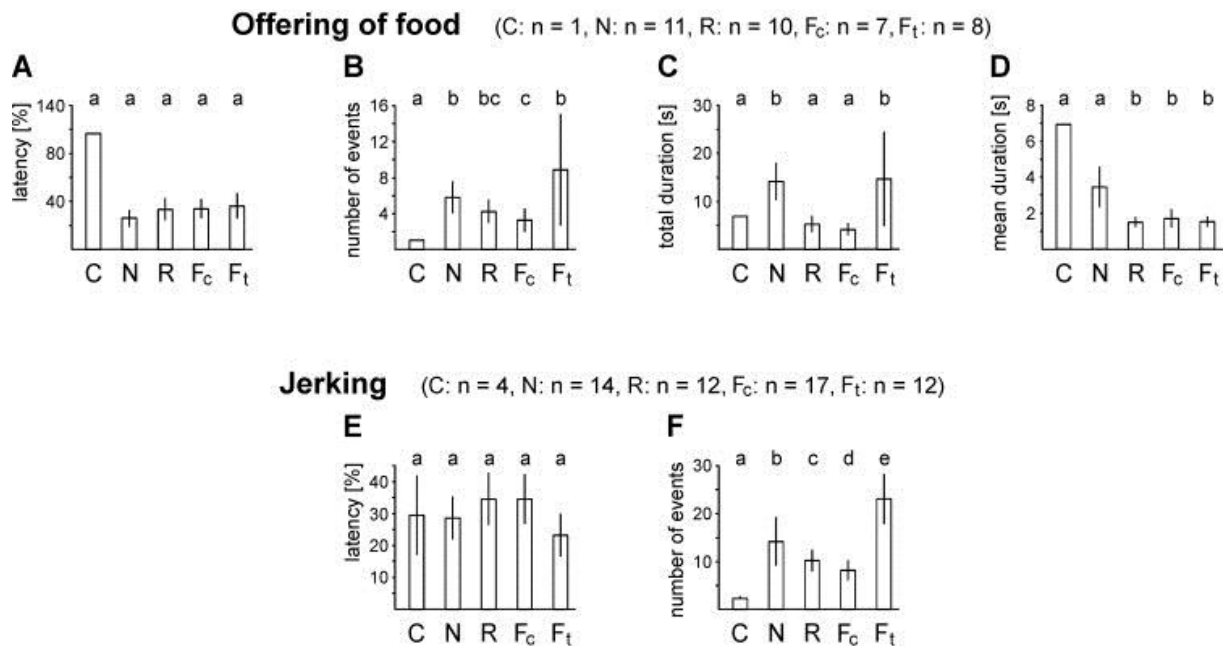 Offering of food (C: n = 1, N: n = 11, R: n = 10, Fc: n = 7, Ft: n = 8)
A
latency [%]
140
80
40
a a a a a
C N R Fc Ft
B
number of events
16
12
8
4
a b bc c b
C N R Fc Ft
C
total duration [s]
30
20
10
a b a a b
C N R Fc Ft
D
mean duration [s]
8
6
4
2
a a b b b
C N R Fc Ft
Jerking (C: n = 4, N: n = 14, R: n = 12, Fc: n = 17, Ft: n = 12)
E
latency [%]
40
30
20
10
a a a a a
C N R Fc Ft
F
number of events
30
20
10
a b c d e
C N R Fc Ft